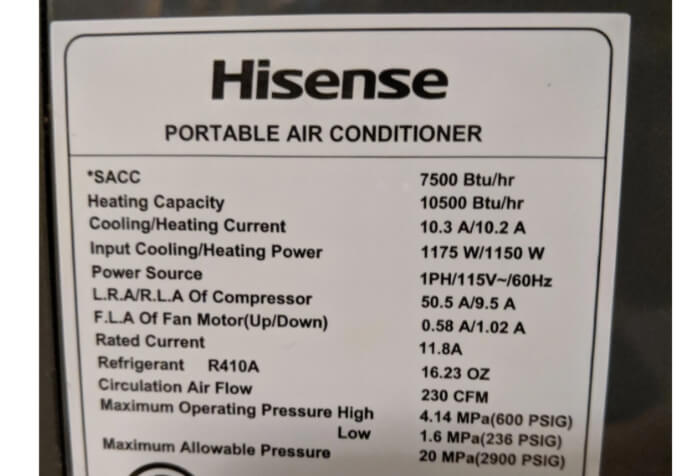 Hisense
PORTABLE AIR CONDITIONER
*SACC 7500 Btu/hr
Heating Capacity 10500 Btu/hr
Cooling/Heating Current 10.3 A/10.2 A
Input Cooling/Heating Power 1175 W/1150 W
Power Source 1PH/115V~/60Hz
L.R.A/R.L.A Of Compressor 50.5 A/9.5 A
F.L.A Of Fan Motor(Up/Down) 0.58 A/1.02 A
Rated Current 11.8A
Refrigerant R410A 16.23 OZ
Circulation Air Flow 230 CFM
Maximum Operating Pressure High 4.14 MPa(600 PSIG)
Low 1.6 MPa(236 PSIG)
Maximum Allowable Pressure 20 MPa(2900 PSIG)